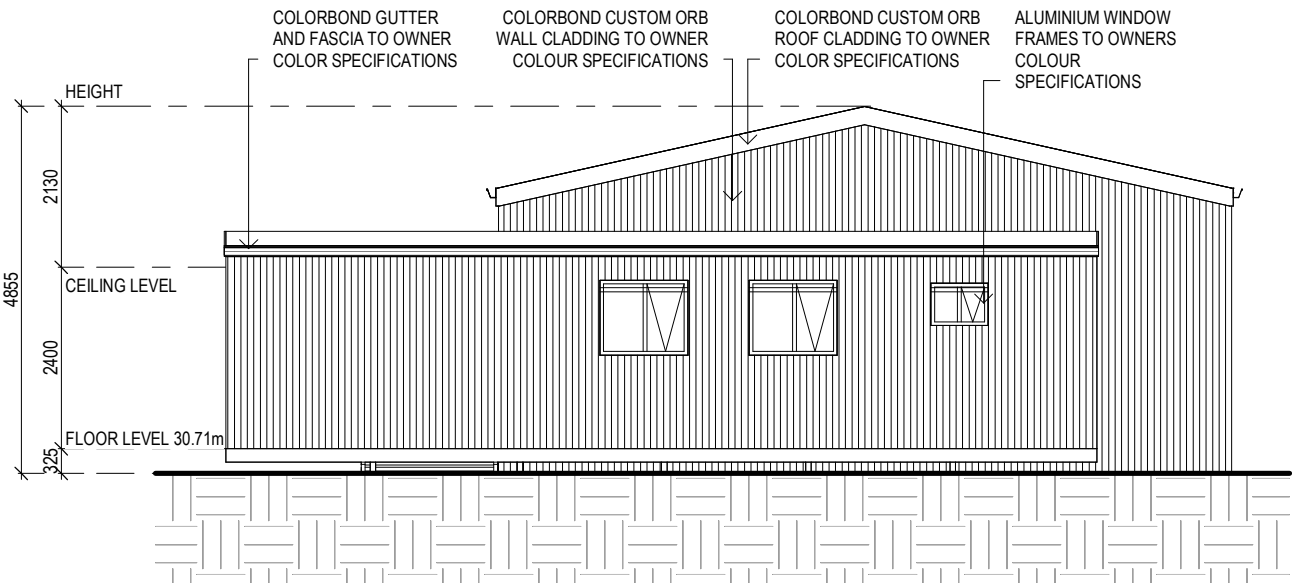 COLORBOND GUTTER
AND FASCIA TO OWNER
COLOR SPECIFICATIONS
COLORBOND CUSTOM ORB
WALL CLADDING TO OWNER
COLOUR SPECIFICATIONS
COLORBOND CUSTOM ORB
ROOF CLADDING TO OWNER
COLOR SPECIFICATIONS
ALUMINIUM WINDOW
FRAMES TO OWNERS
COLOUR
SPECIFICATIONS
HEIGHT
2130
4855
CEILING LEVEL
2400
FLOOR LEVEL 30.71m
325